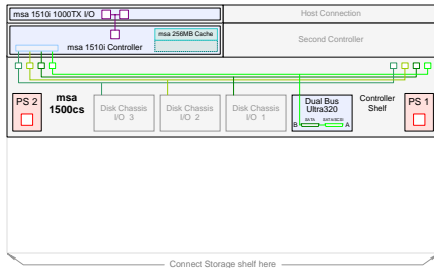 msa 1510i 1000TX I/O
Host Connection
msa 256MB Cache
Second Controller
msa 1510i Controller
PS 2
msa
1500cs
Disk Chassis
I/O 3
Disk Chassis
I/O 2
Disk Chassis
I/O 1
Dual Bus
Ultra320
B
A
Controller
Shelf
PS 1
Connect Storage shelf here